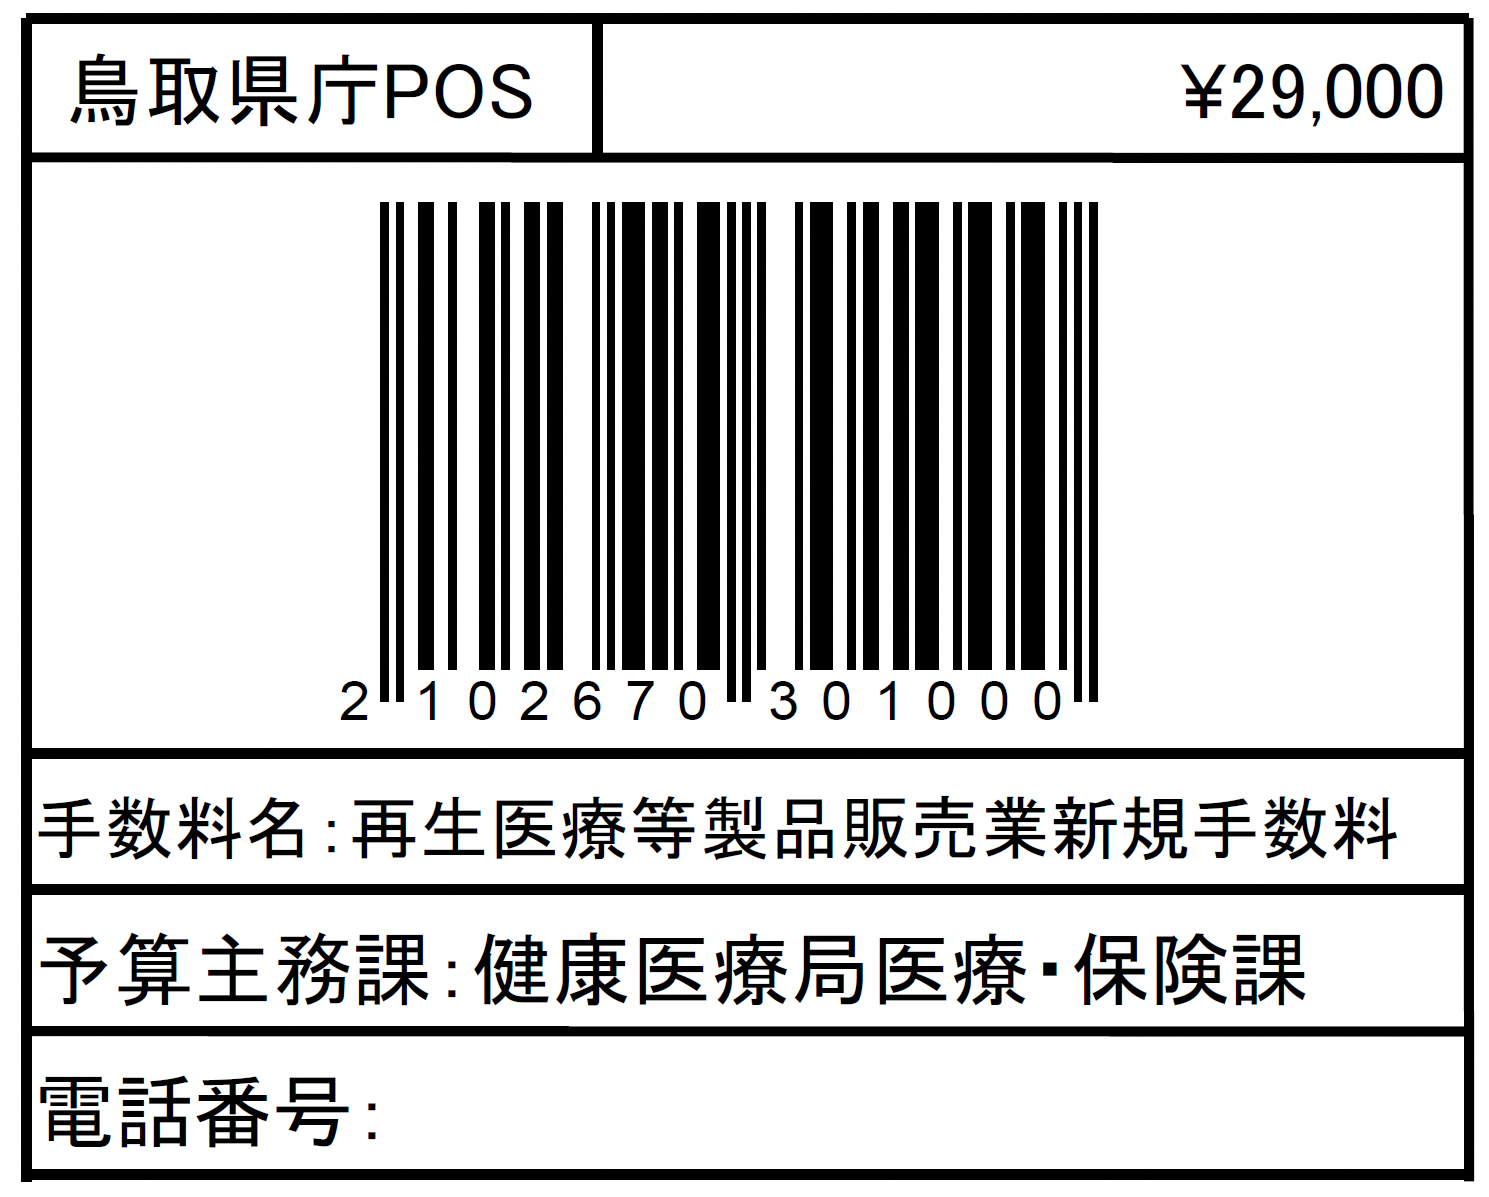 鳥取県庁POS
¥29,000
2 102670 301000
手数料名:再生医療等製品販売業新規手数料
予算主務課:健康医療局医療・保険課
電話番号: